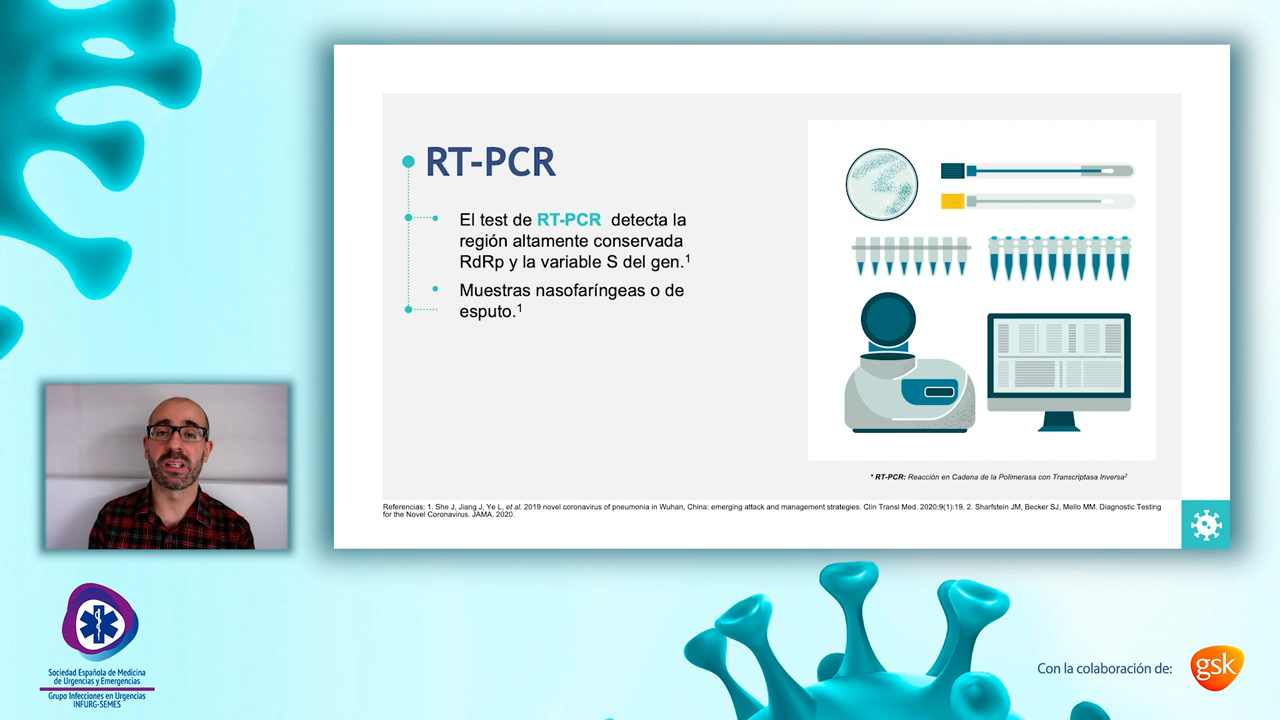 RT-PCR
El test de RT-PCR detecta la
región altamente conservada
RdRp y la variable S del gen.¹
Muestras nasofaríngeas o de
esputo.¹
* RT-PCR: Reacción en Cadena de la Polimerasa con Transcriptasa Inversa²
Referencias: 1. She J, Jiang J, Ye L, et al. 2019 novel coronavirus of pneumonia in Wuhan, China: emerging attack and management strategies. Clin Transl Med. 2020;9(1):19. 2. Sharfstein JM, Becker SJ, Mello MM. Diagnostic Testing
for the Novel Coronavirus. JAMA. 2020.
Sociedad Española de Medicina
de Urgencias y Emergencias
Grupo Infecciones en Urgencias
INFURG-SEMES
Con la colaboración de:
gsk